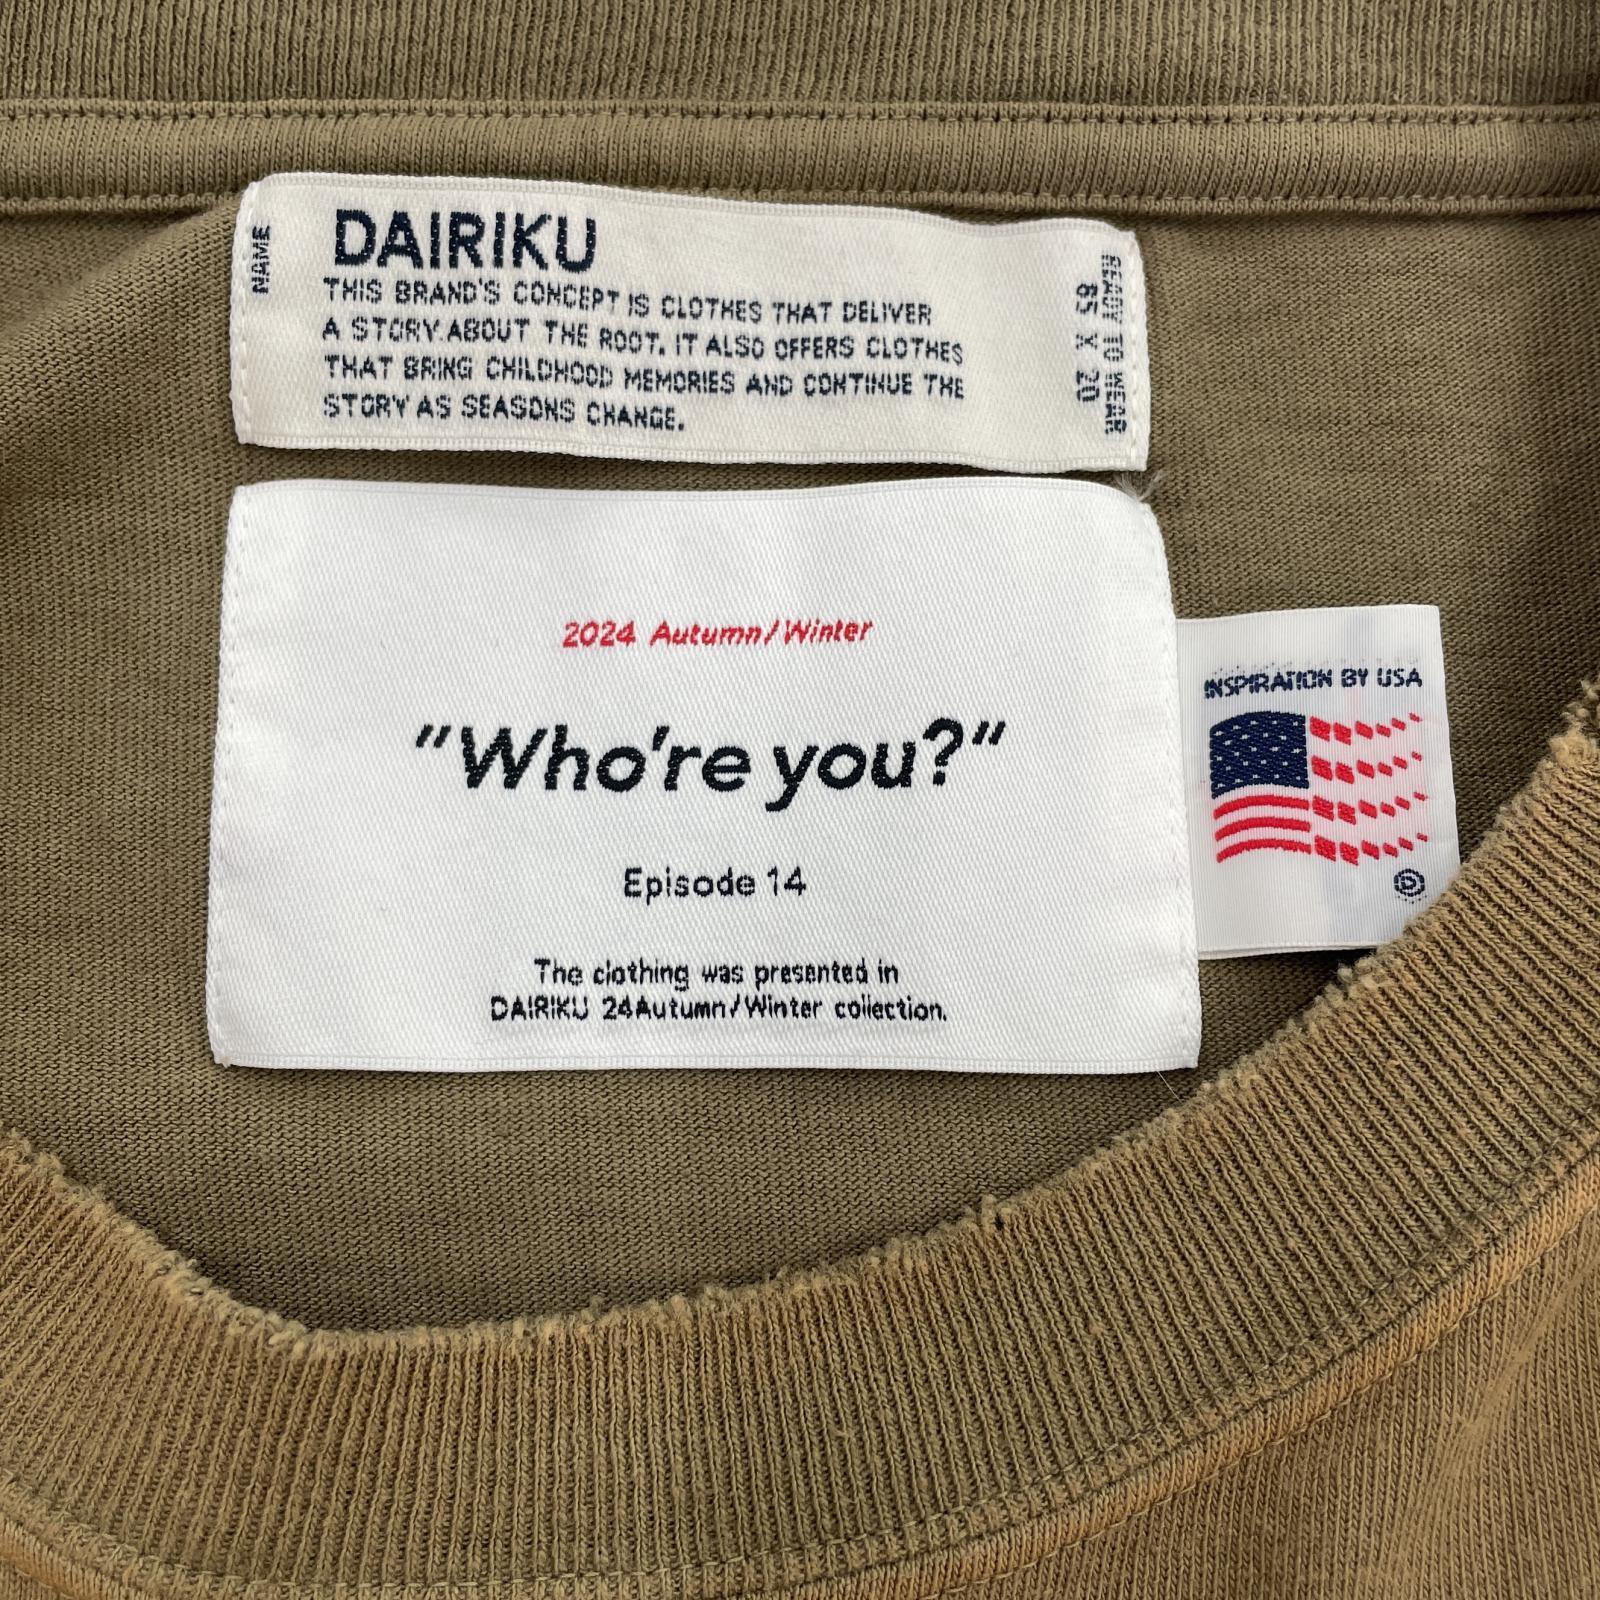 NAME
DAIRIKU
THIS BRAND'S CONCEPT IS CLOTHES THAT DELIVER
A STORY ABOUT THE ROOT. IT ALSO OFFERS CLOTHES
THAT BRING CHILDHOOD MEMORIES AND CONTINUE THE
STORY AS SEASONS CHANGE.
READY TO WEAR
65 X 20
2024 Autumn/Winter
"Who're you?"
Episode 14
The clothing was presented in
DAIRIKU 24Autumn/Winter collection.
INSPIRATION BY USA
D